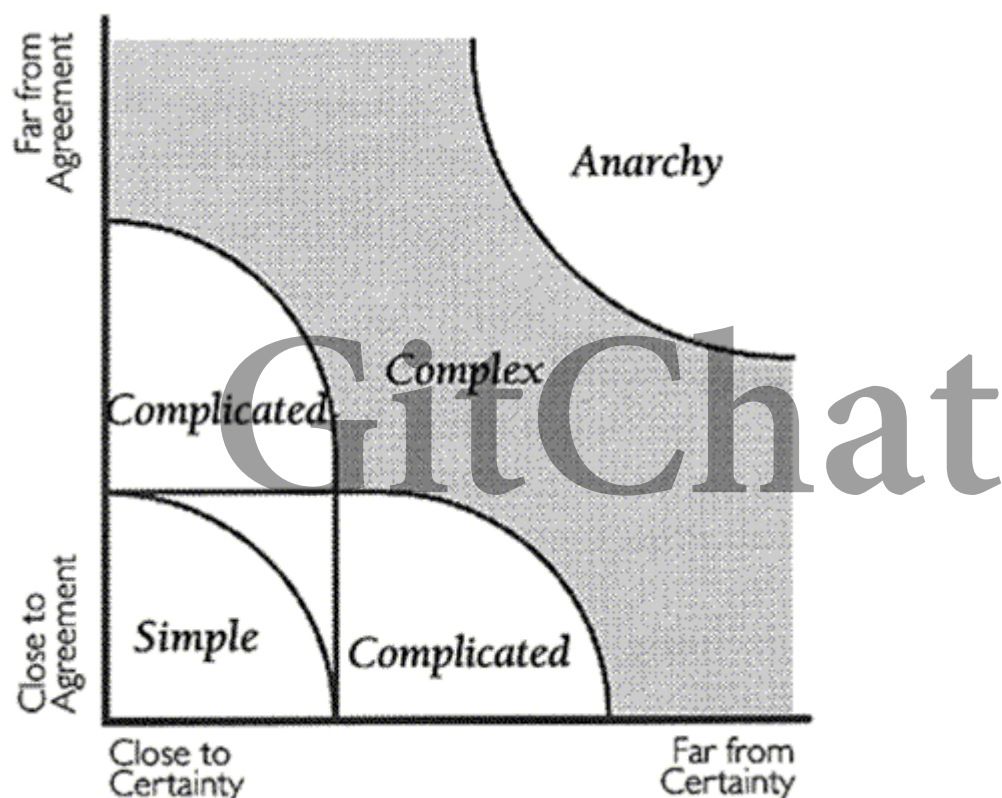 Far from
Agreement
Anarchy
Complex
GitChat
Complicated
Simple
Complicated
Close to
Agreement
Close to
Certainty
Far from
Certainty